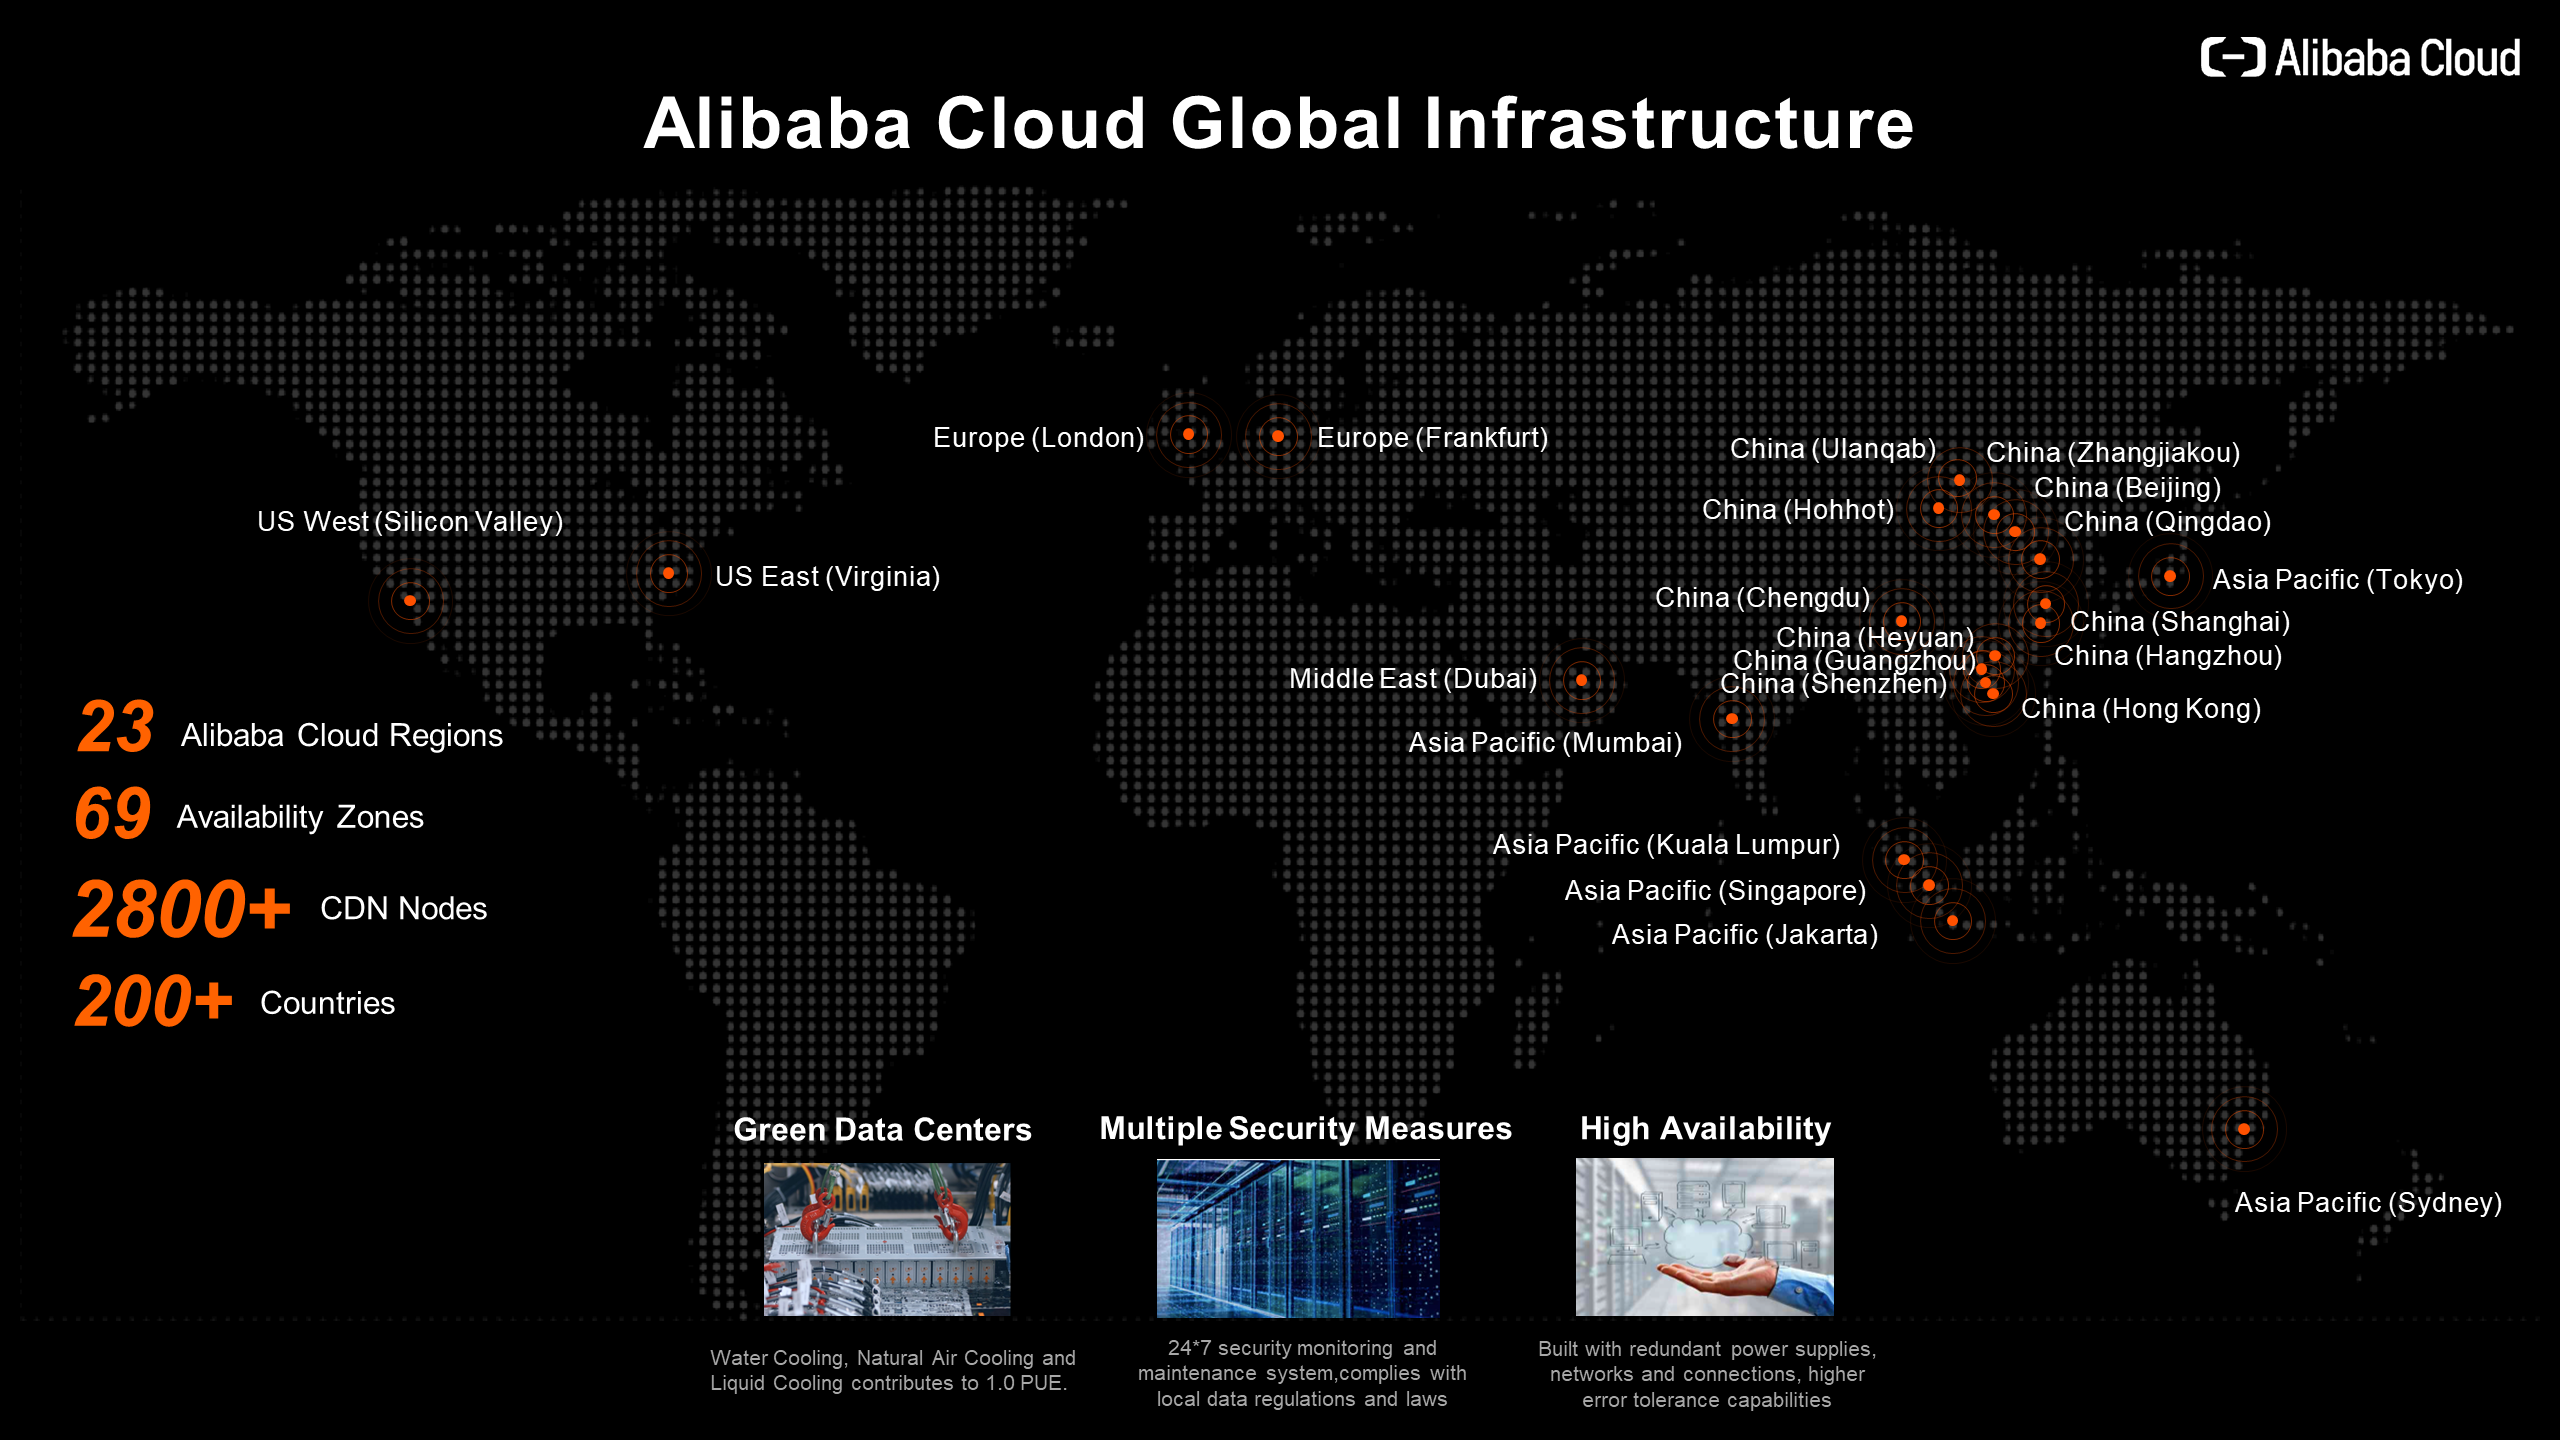 Alibaba Cloud
Alibaba Cloud Global Infrastructure
Europe (London)
Europe (Frankfurt)
China (Ulanqab)
China (Zhangjiakou)
China (Beijing)
China (Hohhot)
China (Qingdao)
US West (Silicon Valley)
US East (Virginia)
Asia Pacific (Tokyo)
China (Chengdu)
China (Shanghai)
China (Heyuan)
China (Hangzhou)
China (Guangzhou)
China (Shenzhen)
Middle East (Dubai)
China (Hong Kong)
Asia Pacific (Mumbai)
23 Alibaba Cloud Regions
69 Availability Zones
2800+ CDN Nodes
200+ Countries
Asia Pacific (Kuala Lumpur)
Asia Pacific (Singapore)
Asia Pacific (Jakarta)
Asia Pacific (Sydney)
Green Data Centers
Water Cooling, Natural Air Cooling and
Liquid Cooling contributes to 1.0 PUE.
Multiple Security Measures
24*7 security monitoring and
maintenance system,complies with
local data regulations and laws
High Availability
Built with redundant power supplies,
networks and connections, higher
error tolerance capabilities